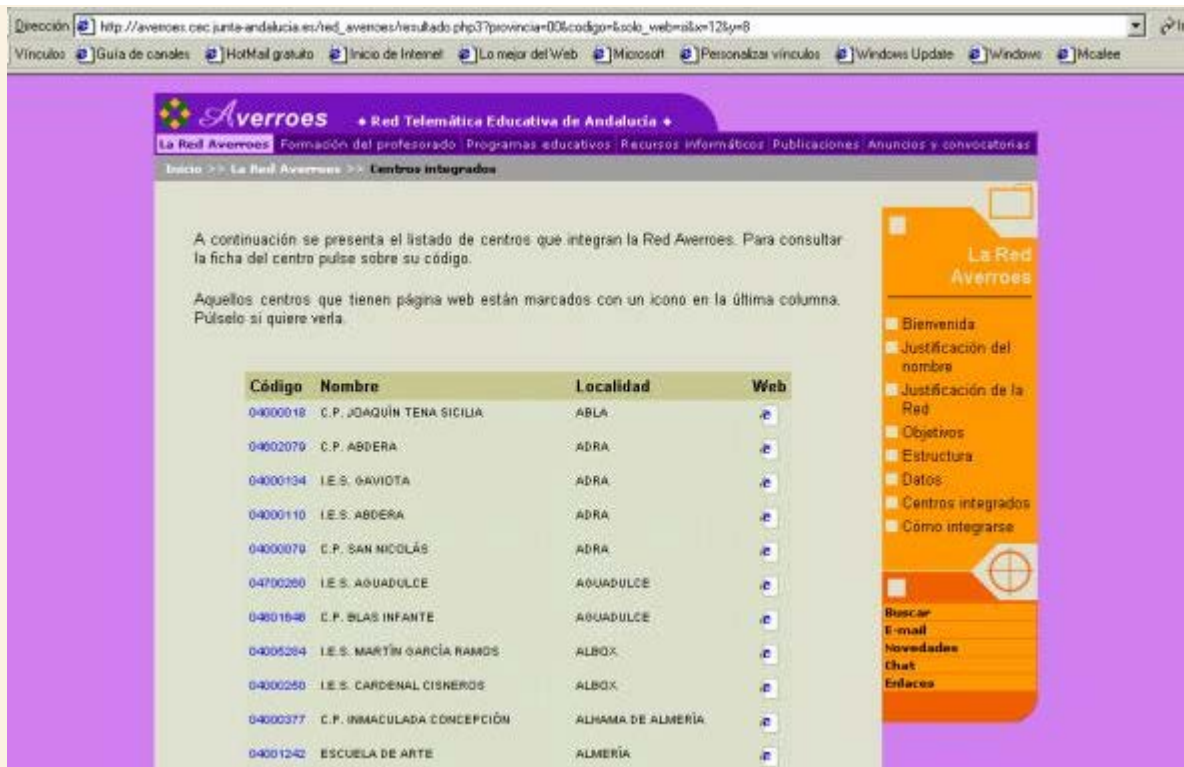 Dirección http://averroes.cec.junta-andalucia.es/red_averroes/resultado.php3?provincia=00&codigo=&solo_web=si&x=12&y=8
Vínculos Guía de canales HotMail gratuito Inicio de Internet Lo mejor del Web Microsoft Personalizar vínculos Windows Update Windows Mcafee
Averroes Red Telemática Educativa de Andalucía
La Red Averroes Formación del profesorado Programas educativos Recursos informáticos Publicaciones Anuncios y convocatorias
Inicio >> La Red Averroes >> Centros integrados
A continuación se presenta el listado de centros que integran la Red Averroes. Para consultar
la ficha del centro pulse sobre su código.
Aquellos centros que tienen página web están marcados con un icono en la última columna.
Púlselo si quiere verla.
Código Nombre Localidad Web
04000018 C.P. JOAQUÍN TENA SICILIA ABLA
04602079 C.P. ABDERA ADRA
04000134 I.E.S. GAVIOTA ADRA
04000110 I.E.S. ABDERA ADRA
04000079 C.P. SAN NICOLÁS ADRA
04700260 I.E.S. AGUADULCE AGUADULCE
04601646 C.P. BLAS INFANTE AGUADULCE
04005284 I.E.S. MARTÍN GARCÍA RAMOS ALBOX
04000250 I.E.S. CARDENAL CISNEROS ALBOX
04000377 C.P. INMACULADA CONCEPCIÓN ALHAMA DE ALMERÍA
04001242 ESCUELA DE ARTE ALMERÍA
La Red
Averroes
Bienvenida
Justificación del
nombre
Justificación de la
Red
Objetivos
Estructura
Datos
Centros integrados
Cómo integrarse
Buscar
E-mail
Novedades
Chat
Enlaces